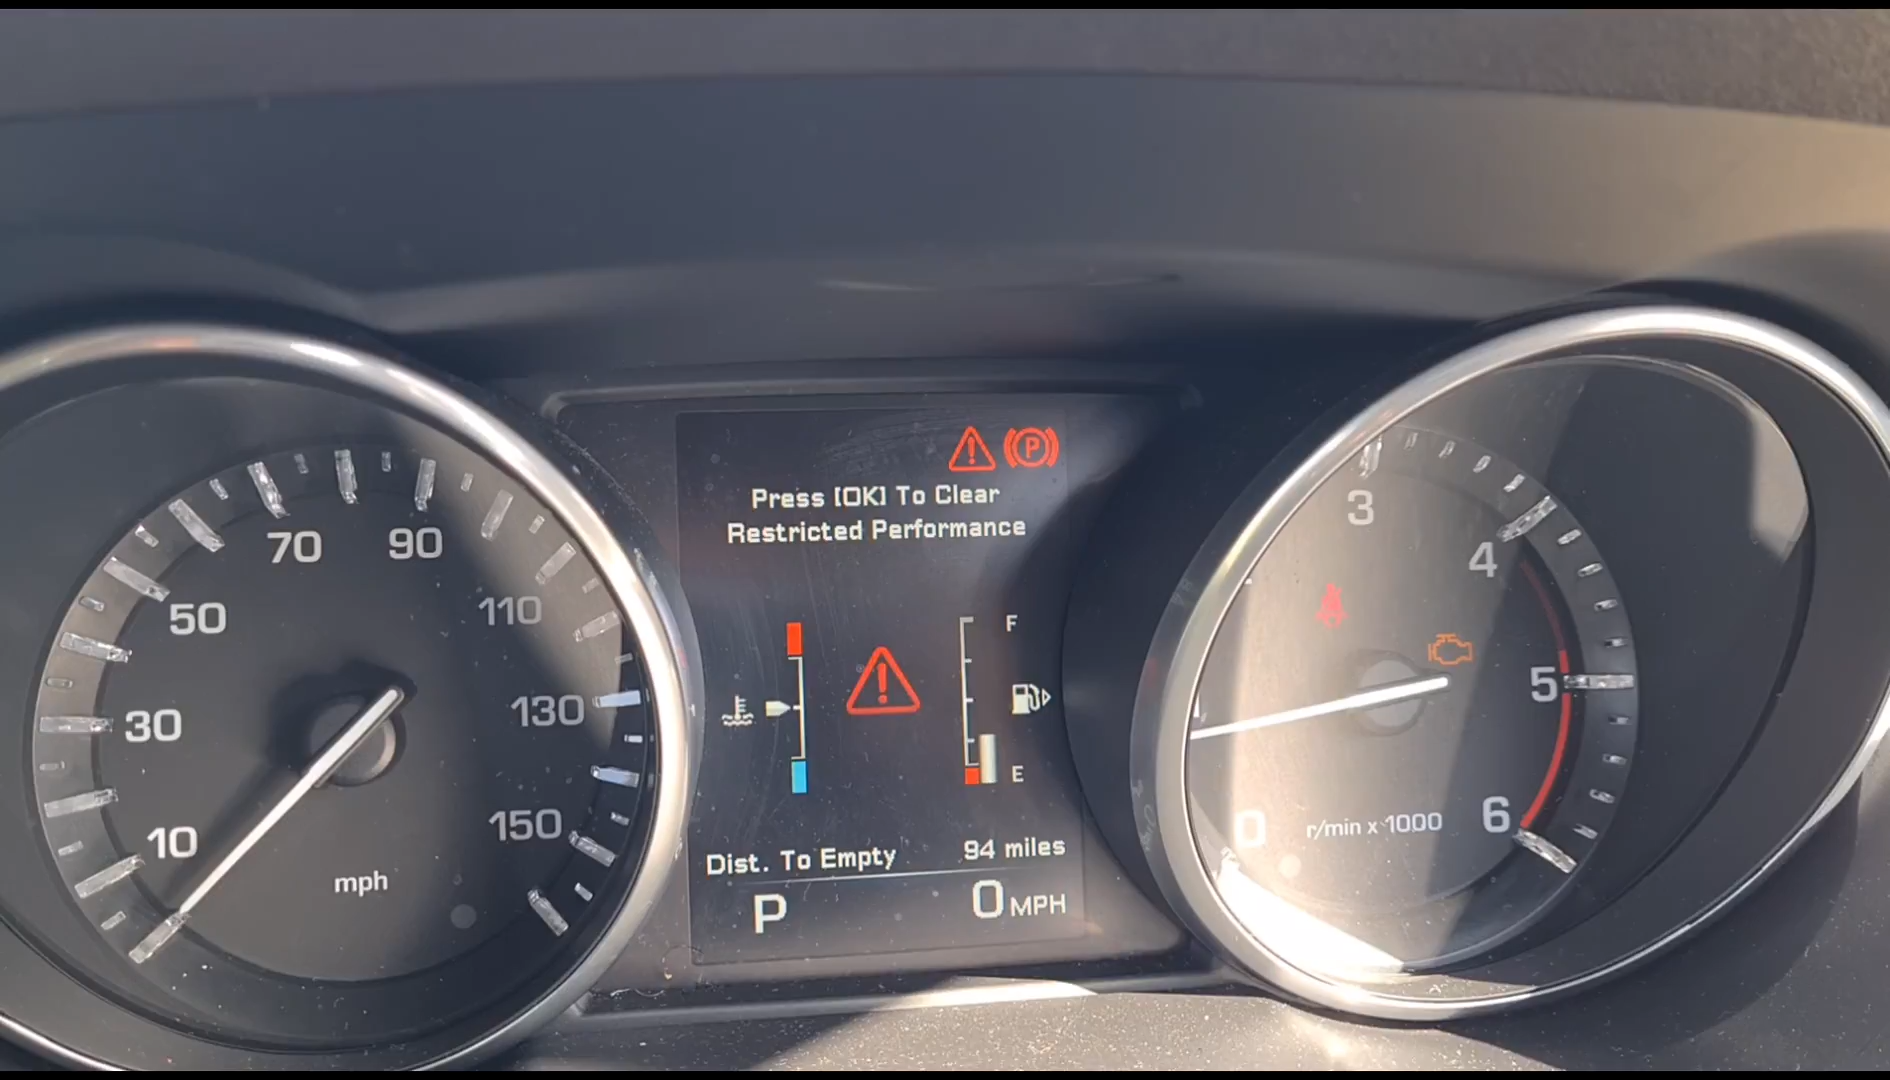 Press [OK] To Clear
Restricted Performance
10
30
50
70
90
110
130
150
mph
F
E
Dist. To Empty 94 miles
P 0 MPH
0
3
4
5
6
r/min x 1000
P